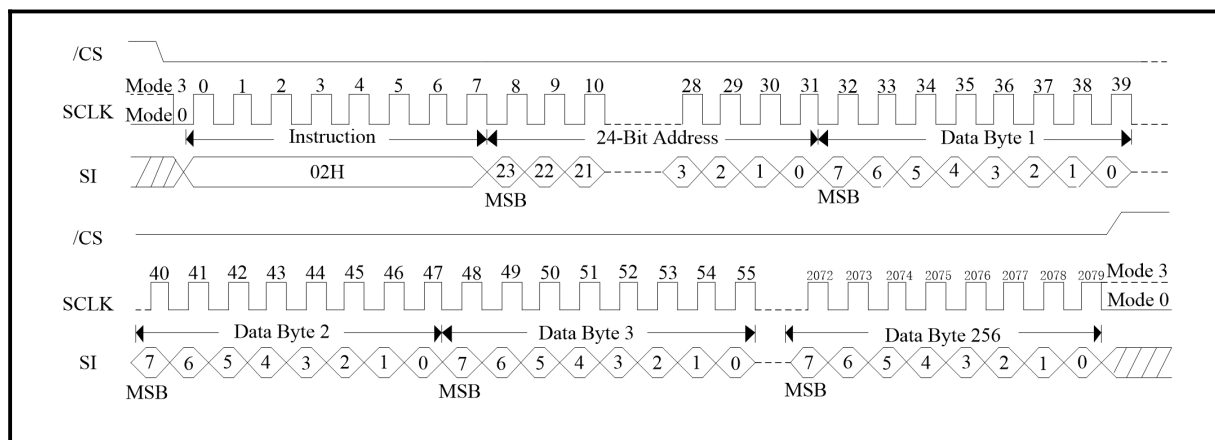 /CS
Mode 3 0 1 2 3 4 5 6 7 8 9 10 28 29 30 31 32 33 34 35 36 37 38 39
SCLK Mode 0
Instruction 24-Bit Address Data Byte 1
SI 02H 23 22 21 3 2 1 0 7 6 5 4 3 2 1 0
MSB MSB
/CS
40 41 42 43 44 45 46 47 48 49 50 51 52 53 54 55 2072 2073 2074 2075 2076 2077 2078 2079 Mode 3
SCLK Mode 0
Data Byte 2 Data Byte 3 Data Byte 256
SI 7 6 5 4 3 2 1 0 7 6 5 4 3 2 1 0 7 6 5 4 3 2 1 0
MSB MSB MSB